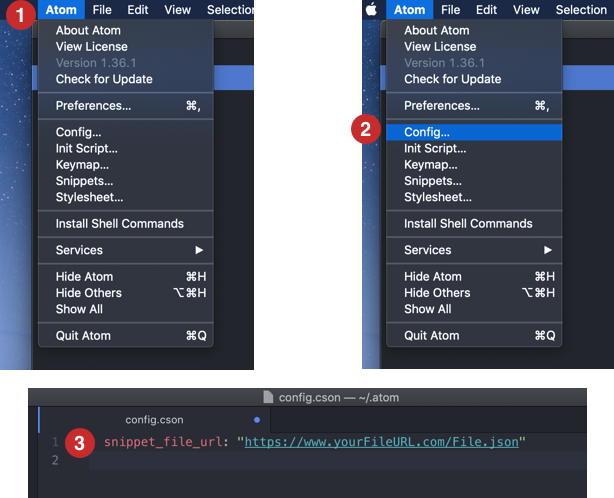 1
Atom File Edit View Selection
About Atom
View License
Version 1.36.1
Check for Update
Preferences... ⌘,
Config...
Init Script...
Keymap...
Snippets...
Stylesheet...
Install Shell Commands
Services ▶
Hide Atom ⌘H
Hide Others ⌥⌘H
Show All
Quit Atom ⌘Q
Atom File Edit View Selection
About Atom
View License
Version 1.36.1
Check for Update
Preferences... ⌘,
2
Config...
Init Script...
Keymap...
Snippets...
Stylesheet...
Install Shell Commands
Services ▶
Hide Atom ⌘H
Hide Others ⌥⌘H
Show All
Quit Atom ⌘Q
config.cson — ~/.atom
config.cson
1 3 snippet_file_url: "https://www.yourFileURL.com/File.json"
2